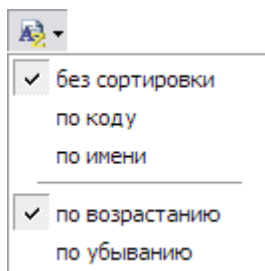 без сортировки
по коду
по имени
по возрастанию
по убыванию